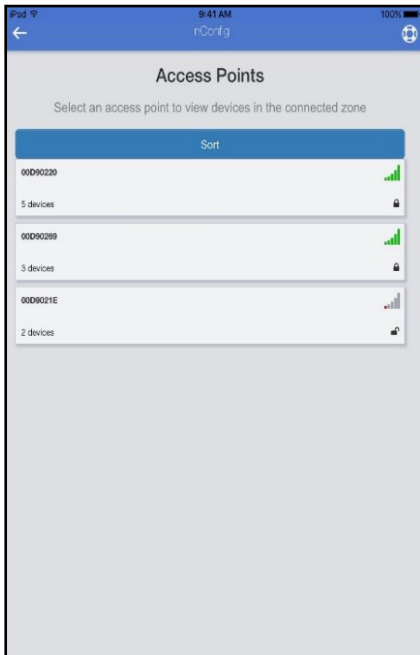 iPad 9:41 AM 100%
nConfig
Access Points
Select an access point to view devices in the connected zone
Sort
00D90220
5 devices
00D90269
3 devices
00D9021E
2 devices